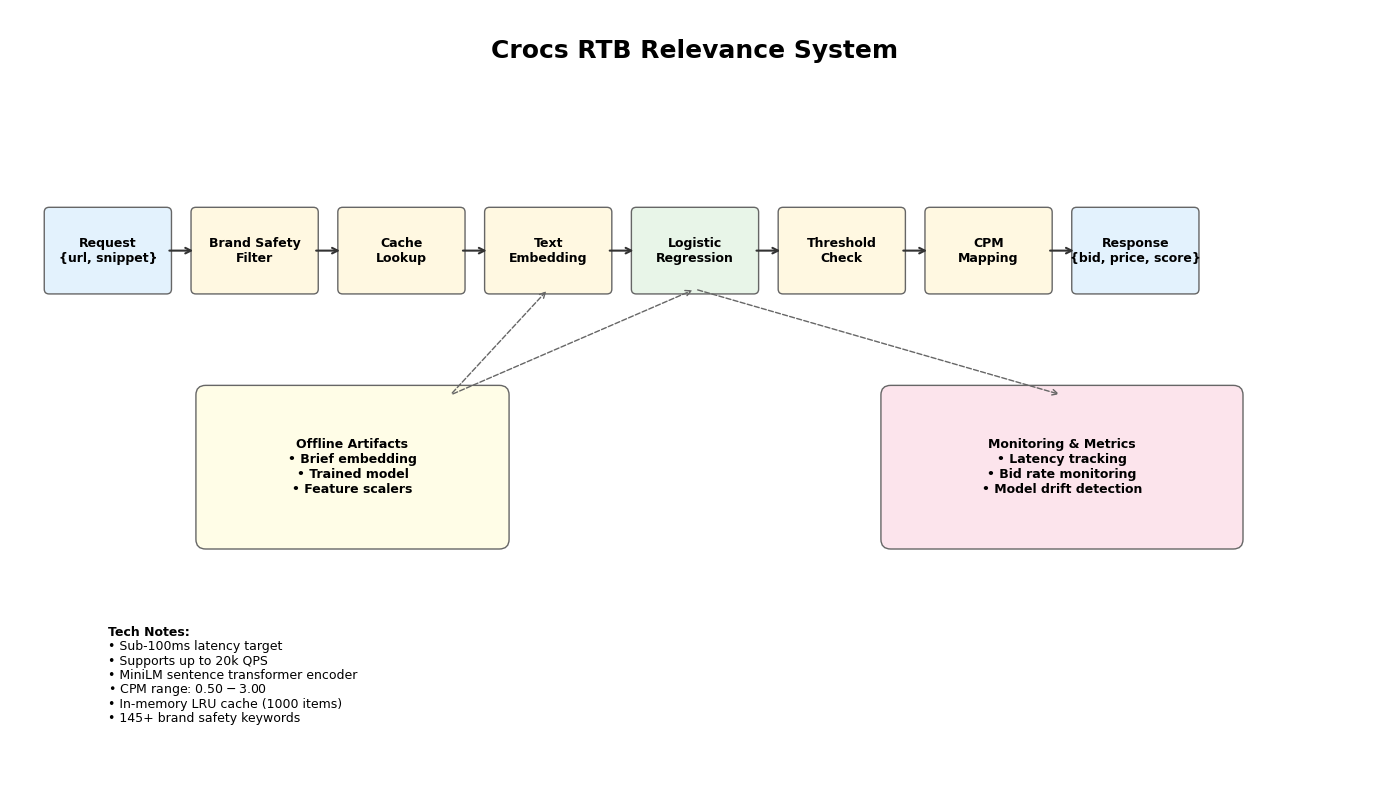 Crocs RTB Relevance System
Request
{url, snippet}
Brand Safety
Filter
Cache
Lookup
Text
Embedding
Logistic
Regression
Threshold
Check
CPM
Mapping
Response
{bid, price, score}
Offline Artifacts
• Brief embedding
• Trained model
• Feature scalers
Monitoring & Metrics
• Latency tracking
• Bid rate monitoring
• Model drift detection
Tech Notes:
• Sub-100ms latency target
• Supports up to 20k QPS
• MiniLM sentence transformer encoder
• CPM range: 0.50 − 3.00
• In-memory LRU cache (1000 items)
• 145+ brand safety keywords